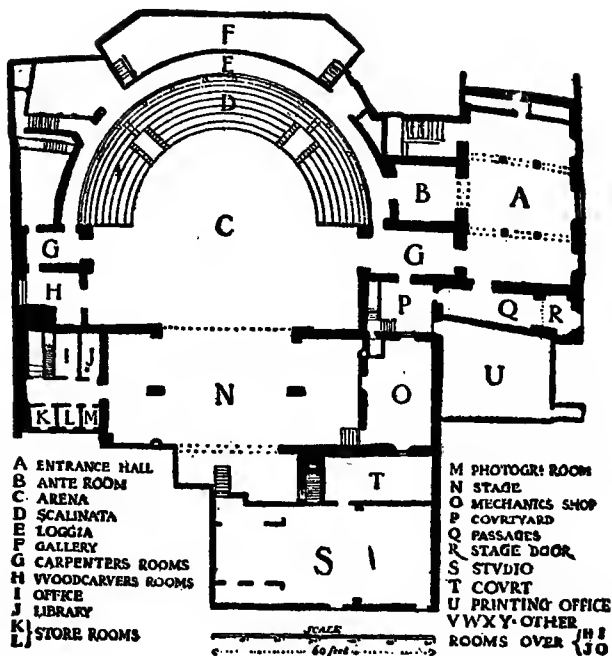 F
E
D
B
A
C
G
G
H
P
Q
R
I
J
N
O
U
K
L
M
T
S
A ENTRANCE HALL
B ANTE ROOM
C ARENA
D SCALINATA
E LOGGIA
F GALLERY
G CARPENTERS ROOMS
H WOODCARVERS ROOMS
I OFFICE
J LIBRARY
K
L } STORE ROOMS
M PHOTOGR: ROOM
N STAGE
O MECHANICS SHOP
P COVRTYARD
Q PASSAGES
R STAGE DOOR
S STVDIO
T COVRT
U PRINTING OFFICE
V W X Y · OTHER
ROOMS OVER { H I
J O
SCALE
60 feet